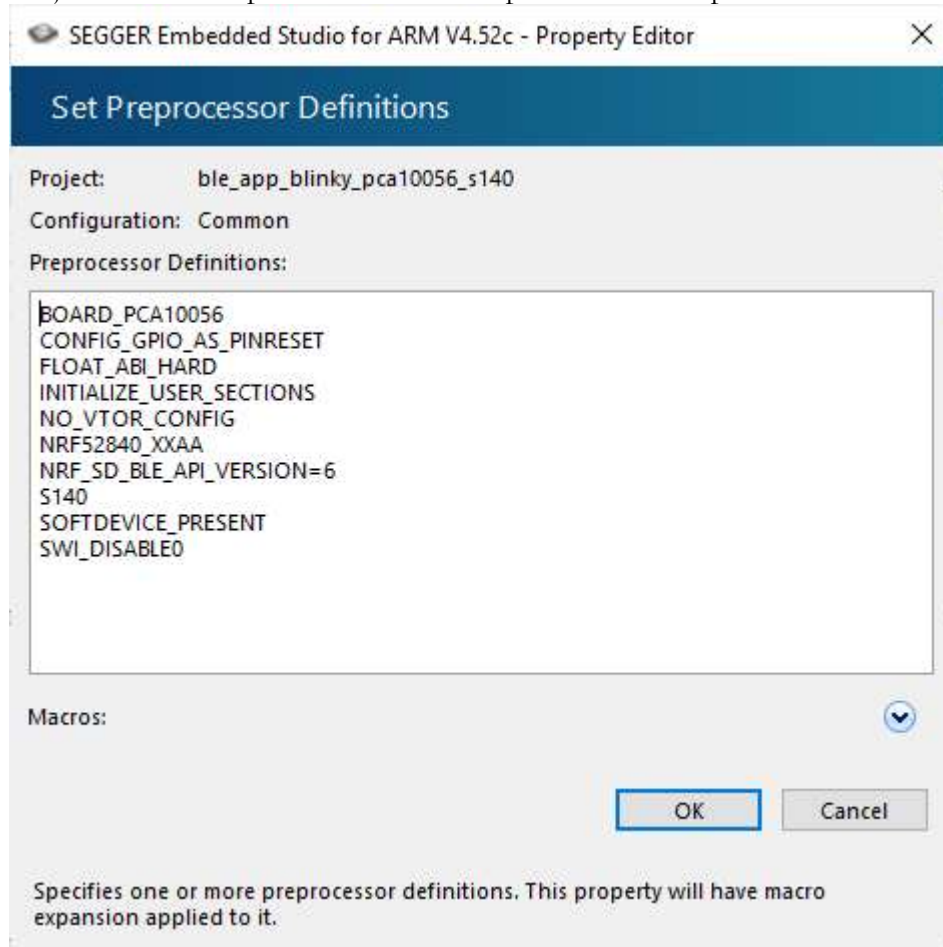 SEGGER Embedded Studio for ARM V4.52c - Property Editor
Set Preprocessor Definitions
Project: ble_app_blinky_pca10056_s140
Configuration: Common
Preprocessor Definitions:
BOARD_PCA10056
CONFIG_GPIO_AS_PINRESET
FLOAT_ABI_HARD
INITIALIZE_USER_SECTIONS
NO_VTOR_CONFIG
NRF52840_XXAA
NRF_SD_BLE_API_VERSION=6
S140
SOFTDEVICE_PRESENT
SWI_DISABLE0
Macros:
OK Cancel
Specifies one or more preprocessor definitions. This property will have macro
expansion applied to it.